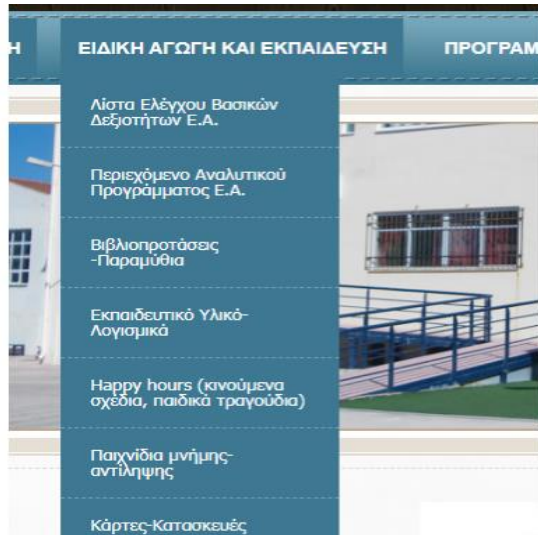 Η
ΕΙΔΙΚΗ ΑΓΩΓΗ ΚΑΙ ΕΚΠΑΙΔΕΥΣΗ
ΠΡΟΓΡΑΜ
Λίστα Ελέγχου Βασικών
Δεξιοτήτων Ε.Α.
Περιεχόμενο Αναλυτικού
Προγράμματος Ε.Α.
Βιβλιοπροτάσεις
-Παραμύθια
Εκπαιδευτικό Υλικό-
Λογισμικά
Happy hours (κινούμενα
σχέδια, παιδικά τραγούδια)
Παιχνίδια μνήμης-
αντίληψης
Κάρτες-Κατασκευές